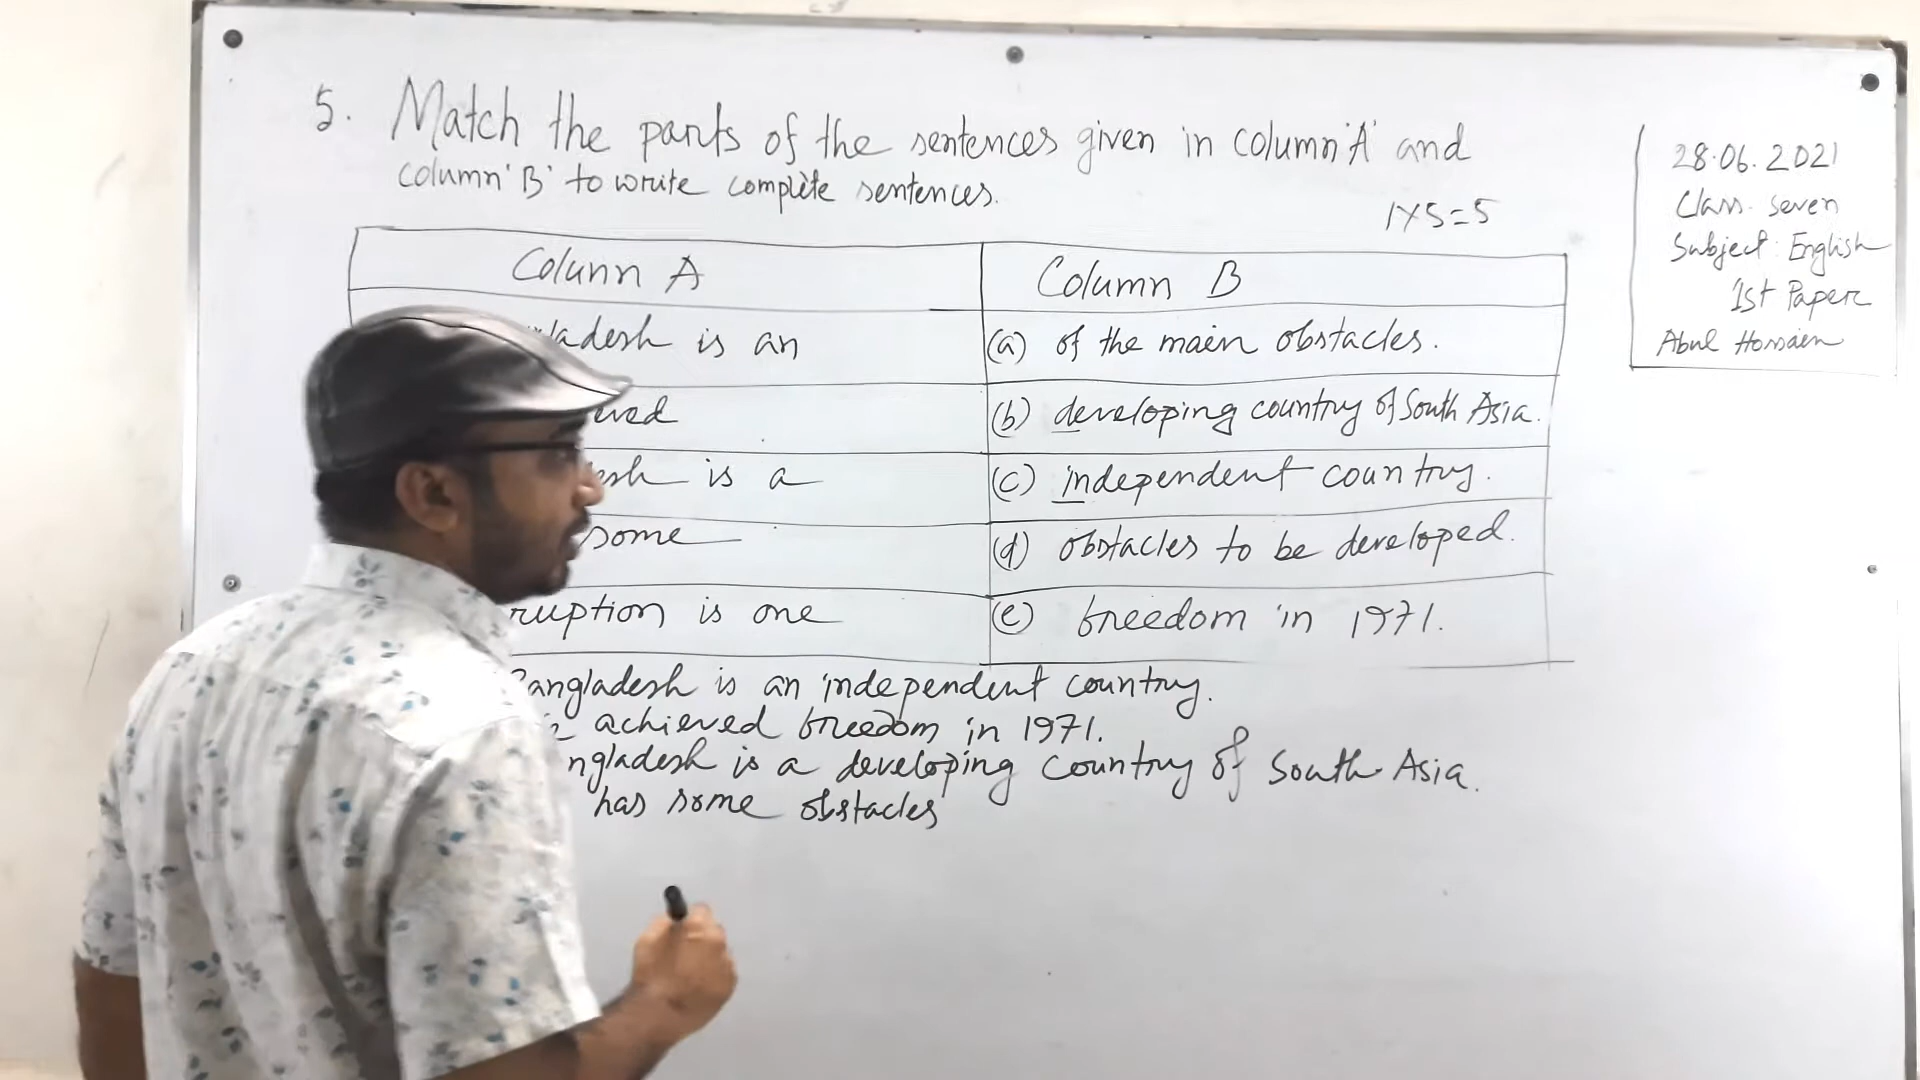 5. Match the parts of the sentences given in column 'A' and
column 'B' to write complete sentences.
1×5=5
28.06.2021
Class Seven
Subject: English
1st Paper
Abul Hossain
Colunn A
Column B
ladesh is an
(a) of the main obstacles.
ved
(b) developing country of South Asia.
esh is a
(c) independent country.
some
(d) obstacles to be developed.
ruption is one
(e) freedom in 1971.
Bangladesh is an independent country.
achieved freedom in 1971.
ngladesh is a developing country of South Asia.
has some obstacles